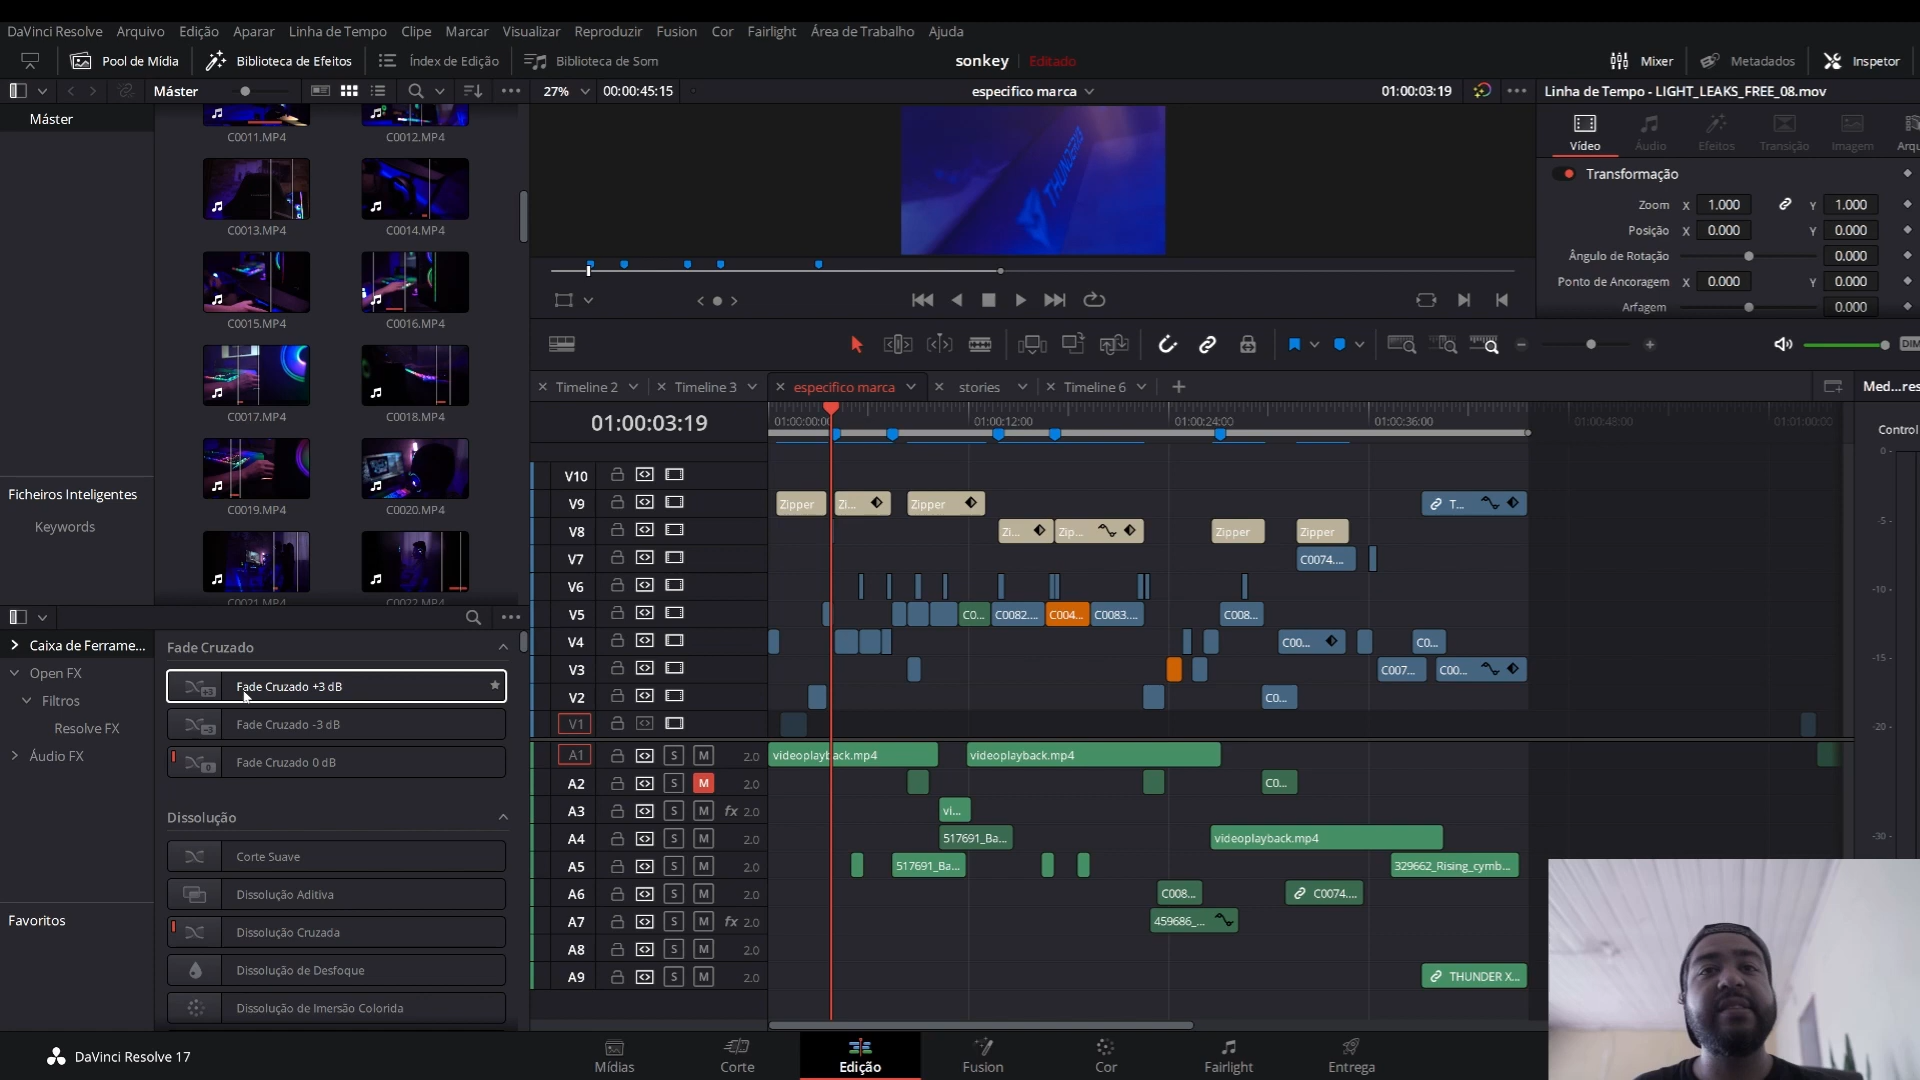 DaVinci Resolve Arquivo Edição Aparar Linha de Tempo Clipe Marcar Visualizar Reproduzir Fusion Cor Fairlight Área de Trabalho Ajuda
Pool de Mídia Biblioteca de Efeitos Índice de Edição Biblioteca de Som sonkey Editado Mixer Metadados Inspetor
Máster 27% 00:00:45:15 especifico marca 01:00:03:19 Linha de Tempo - LIGHT_LEAKS_FREE_08.mov
Máster
C0011.MP4 C0012.MP4
C0013.MP4 C0014.MP4
C0015.MP4 C0016.MP4
C0017.MP4 C0018.MP4
C0019.MP4 C0020.MP4
C0021.MP4 C0022.MP4
Ficheiros Inteligentes
Keywords
Vídeo Áudio Efeitos Transição Imagem Arqu
Transformação
Zoom X 1.000 Y 1.000
Posição X 0.000 Y 0.000
Ângulo de Rotação 0.000
Ponto de Ancoragem X 0.000 Y 0.000
Arfagem 0.000
DIM
Timeline 2 Timeline 3 especifico marca stories Timeline 6 Med...res
01:00:03:19 01:00:00:00 01:00:12:00 01:00:24:00 01:00:36:00 01:00:48:00 01:01:00:00
Control
0
-5
-10
-15
-20
-30
V10
V9 Zipper Zi... Zipper T...
V8 Zi... Zip... Zipper Zipper
V7 C0074....
V6
V5 C0... C0082.... C004... C0083.... C008...
V4 C00... C0...
V3 C007... C00...
V2 C0...
V1
A1 S M 2.0 videoplayback.mp4 videoplayback.mp4
A2 S M 2.0 C0...
A3 S M fx 2.0 vi...
A4 S M 2.0 517691_Ba... videoplayback.mp4
A5 S M 2.0 517691_Ba... 329662_Rising_cymb...
A6 S M 2.0 C008... C0074....
A7 S M fx 2.0 459686_...
A8 S M 2.0
A9 S M 2.0 THUNDER X...
Caixa de Ferrame...
Open FX
Filtros
Resolve FX
Áudio FX
Favoritos
Fade Cruzado
Fade Cruzado +3 dB
Fade Cruzado -3 dB
Fade Cruzado 0 dB
Dissolução
Corte Suave
Dissolução Aditiva
Dissolução Cruzada
Dissolução de Desfoque
Dissolução de Imersão Colorida
DaVinci Resolve 17 Mídias Corte Edição Fusion Cor Fairlight Entrega